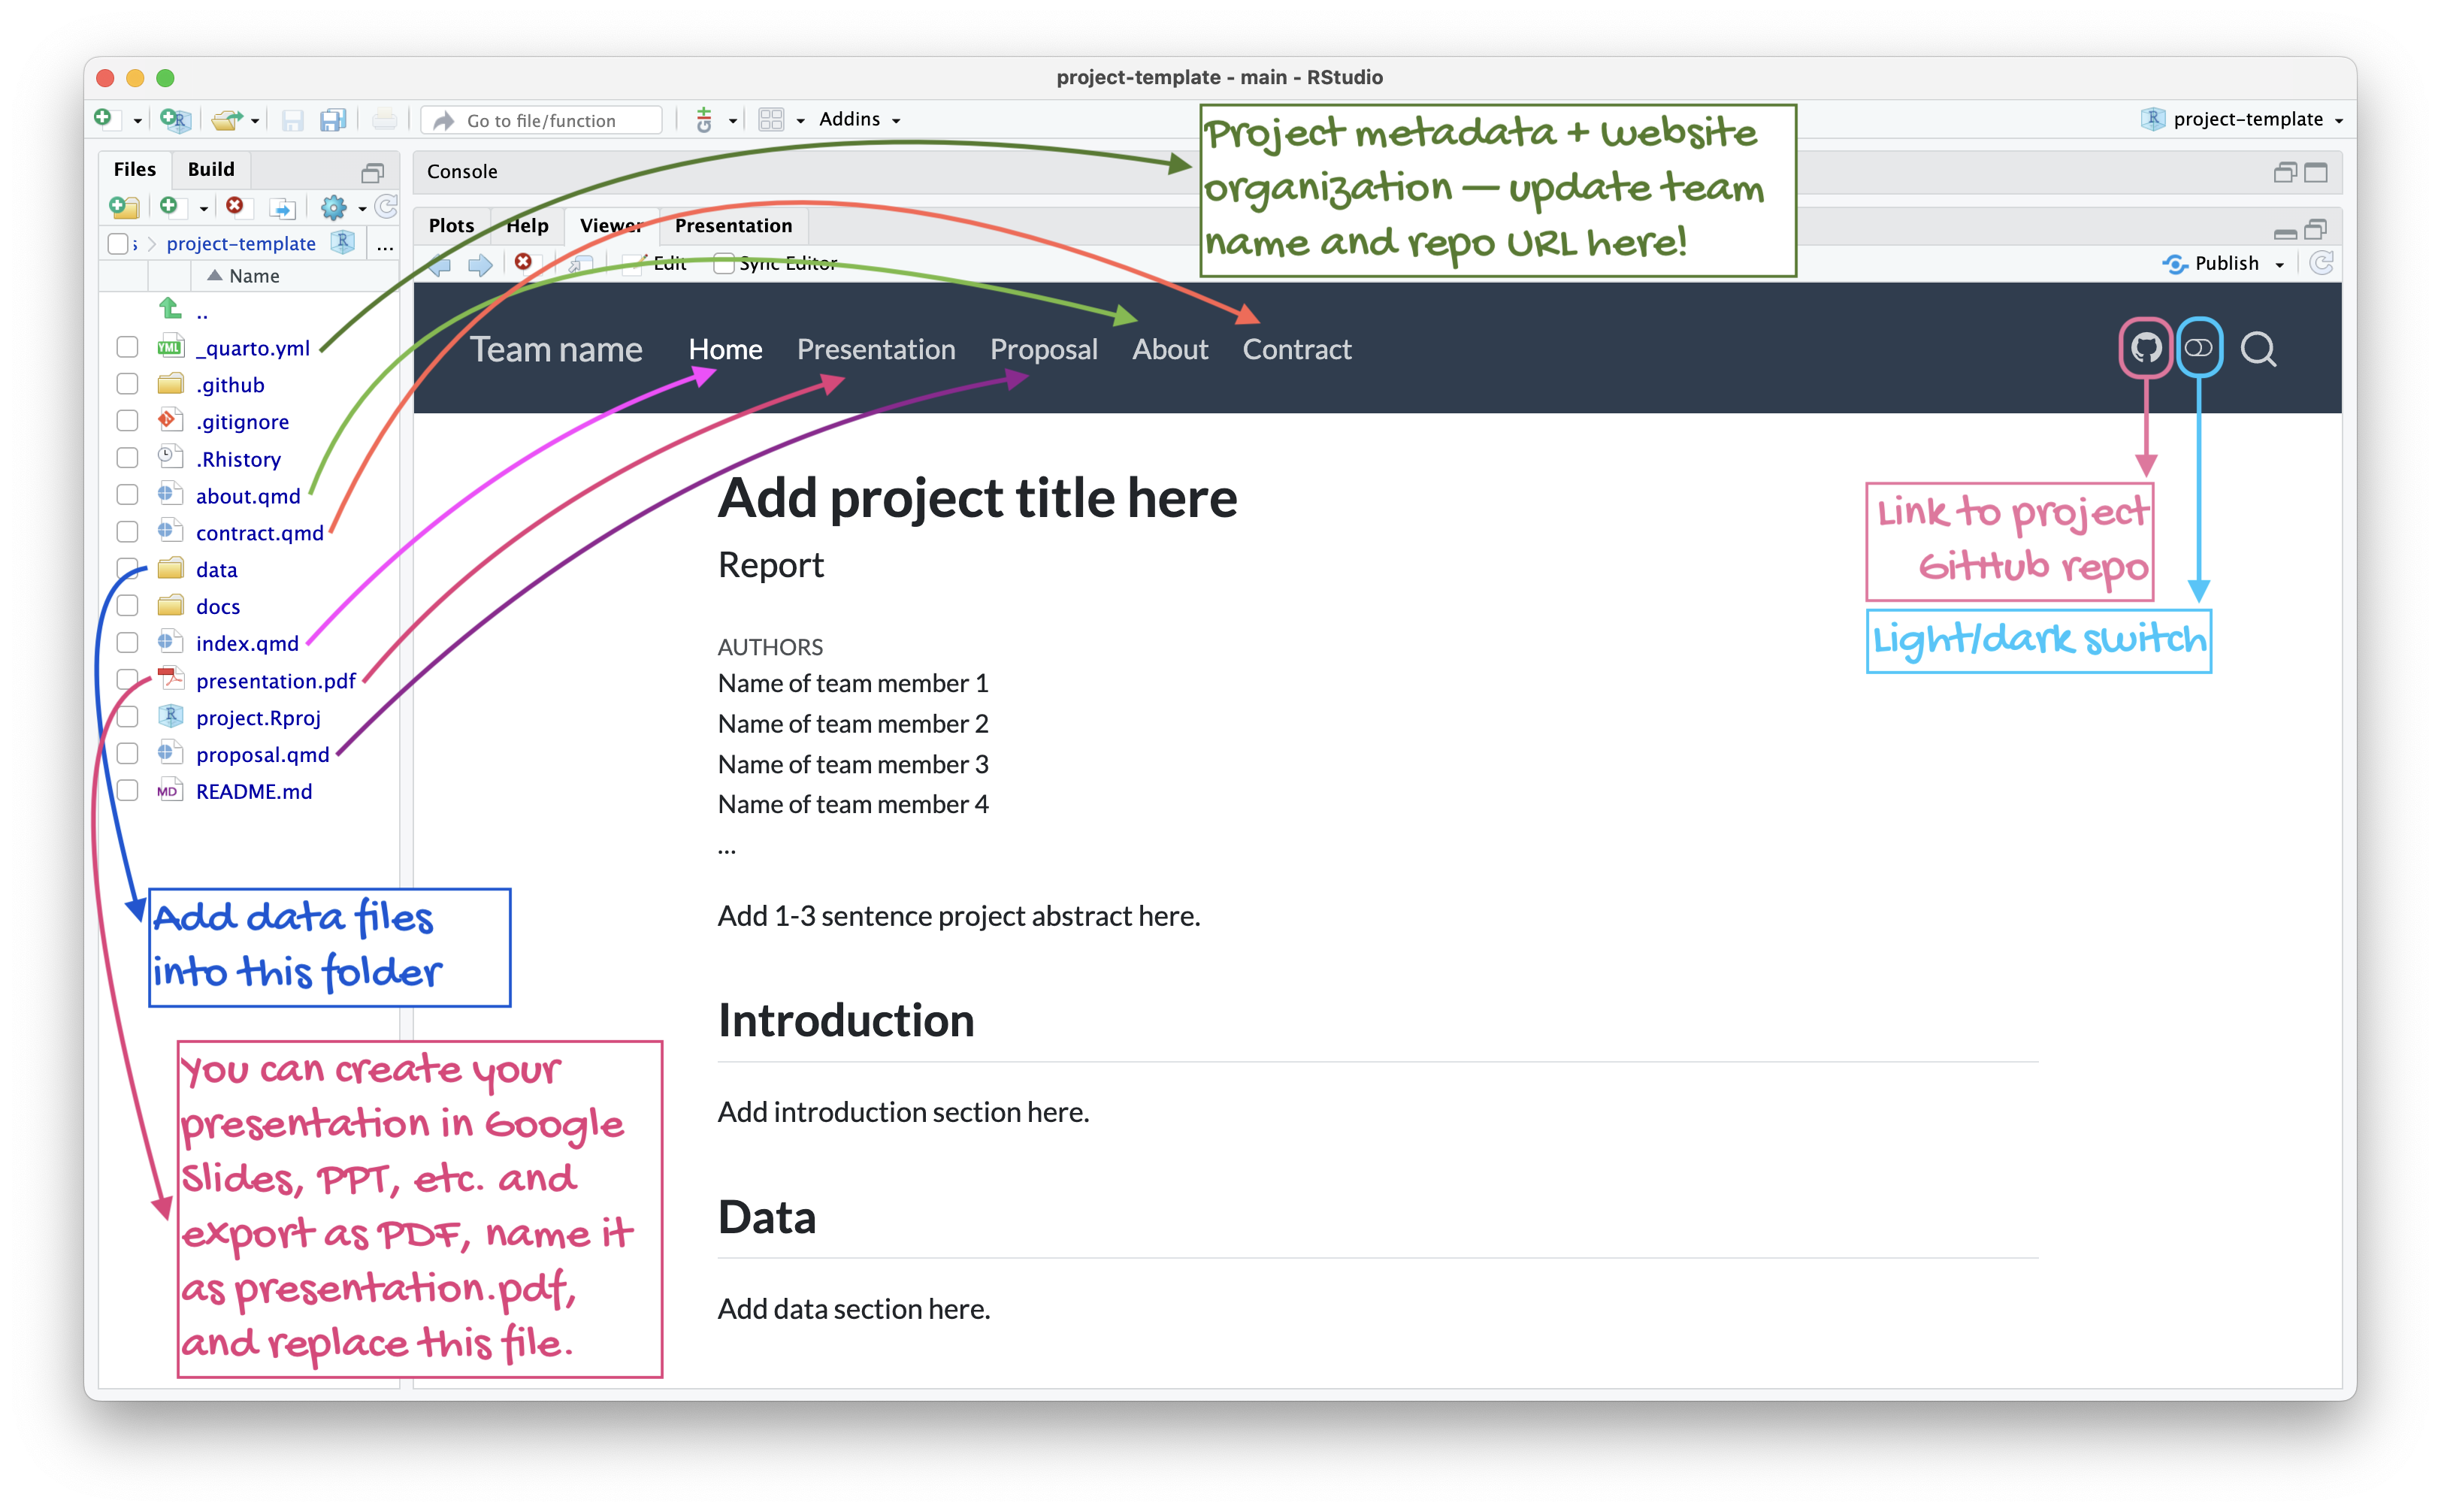 project-template - main - RStudio
Go to file/function
Addins
project-template
Project metadata + website
organization — update team
name and repo URL here!
Files
Build
Console
Plots
Help
Viewer
Presentation
s
project-template
...
Name
Edit
Sync Editor
Publish
..
YML
_quarto.yml
.github
.gitignore
.Rhistory
about.qmd
contract.qmd
data
docs
index.qmd
presentation.pdf
project.Rproj
proposal.qmd
MD
README.md
Team name
Home
Presentation
Proposal
About
Contract
Add project title here
Report
AUTHORS
Name of team member 1
Name of team member 2
Name of team member 3
Name of team member 4
...
Add 1-3 sentence project abstract here.
Introduction
Add introduction section here.
Data
Add data section here.
Link to project
GitHub repo
Light/dark switch
Add data files
into this folder
You can create your
presentation in Google
Slides, PPT, etc. and
export as PDF, name it
as presentation.pdf,
and replace this file.